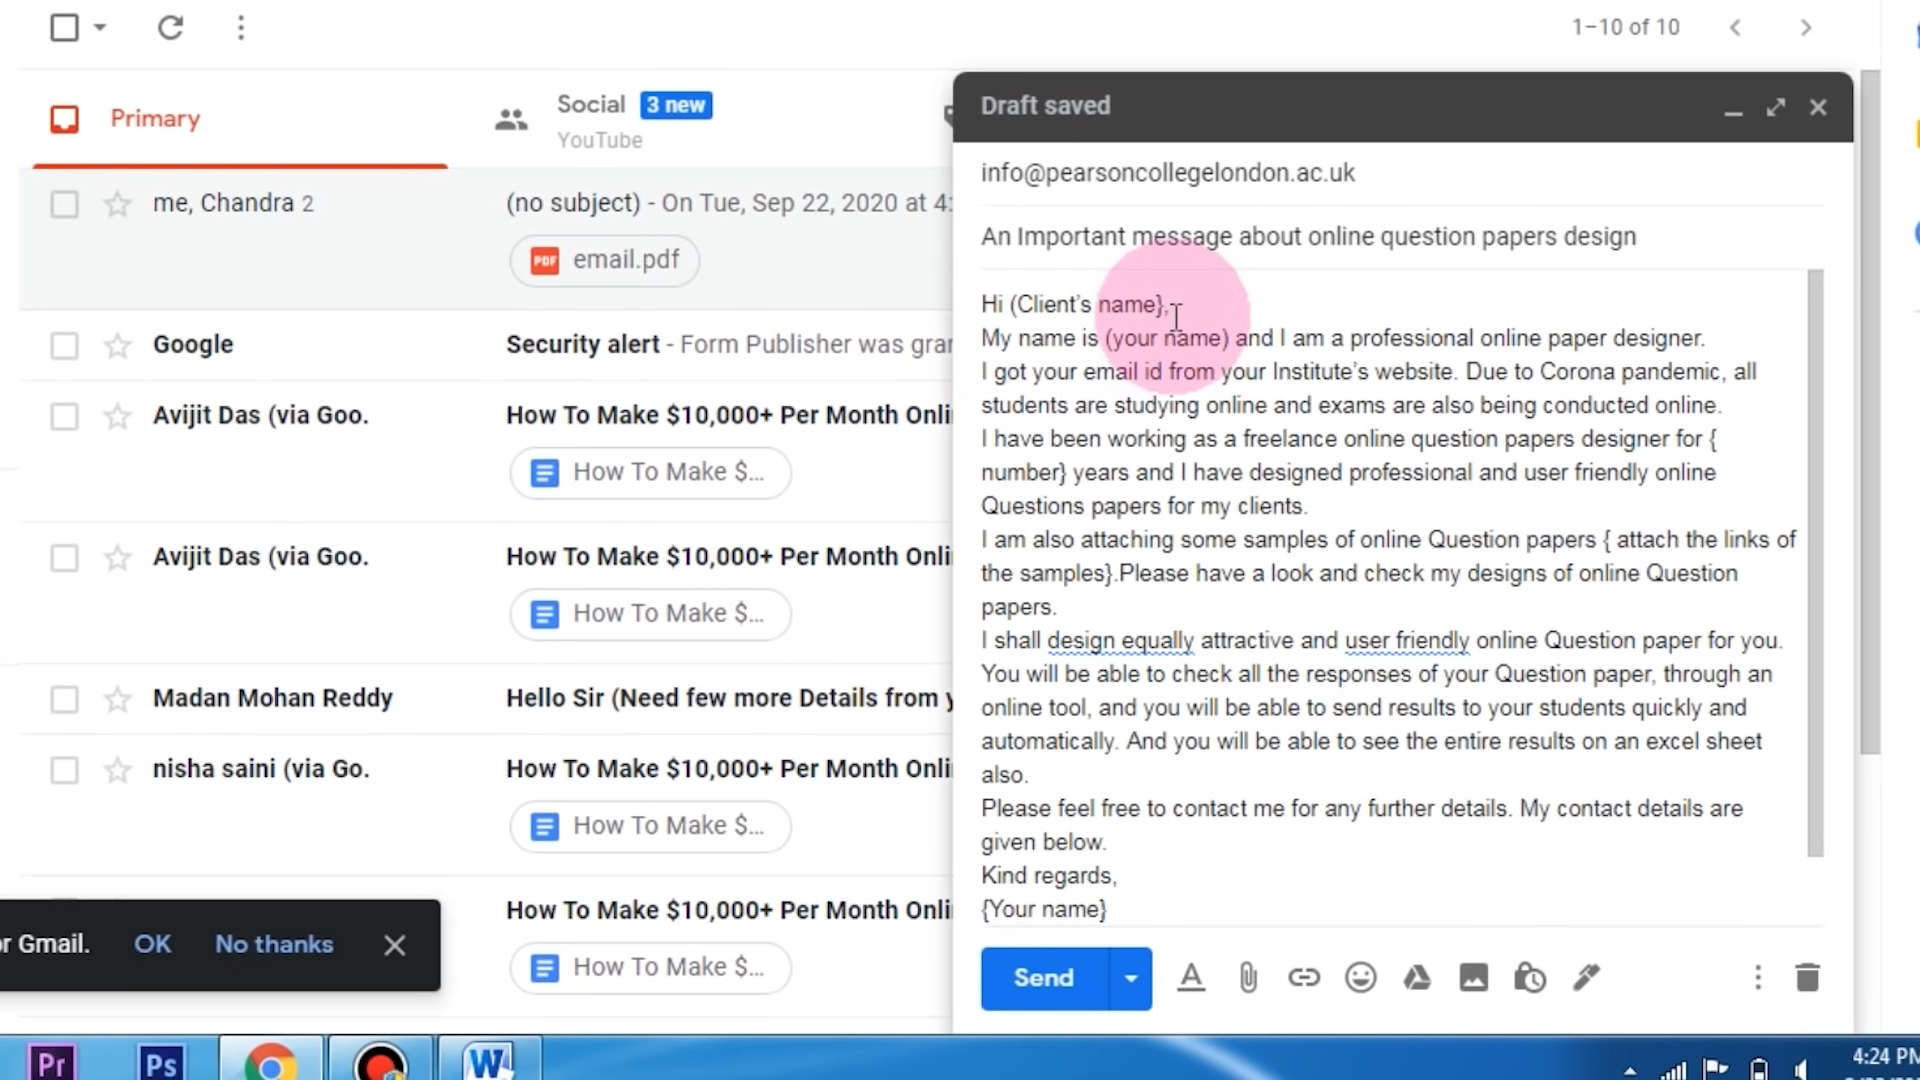 1–10 of 10
Primary
Social 3 new
YouTube
me, Chandra 2
(no subject) - On Tue, Sep 22, 2020 at 4:
PDF email.pdf
Google
Security alert - Form Publisher was gran
Avijit Das (via Goo.
How To Make $10,000+ Per Month Onli
How To Make $...
Avijit Das (via Goo.
How To Make $10,000+ Per Month Onli
How To Make $...
Madan Mohan Reddy
Hello Sir (Need few more Details from y
nisha saini (via Go.
How To Make $10,000+ Per Month Onli
How To Make $...
How To Make $10,000+ Per Month Onli
How To Make $...
or Gmail. OK No thanks
Draft saved
info@pearsoncollegelondon.ac.uk
An Important message about online question papers design
Hi (Client’s name},
My name is (your name) and I am a professional online paper designer.
I got your email id from your Institute’s website. Due to Corona pandemic, all
students are studying online and exams are also being conducted online.
I have been working as a freelance online question papers designer for {
number} years and I have designed professional and user friendly online
Questions papers for my clients.
I am also attaching some samples of online Question papers { attach the links of
the samples}.Please have a look and check my designs of online Question
papers.
I shall design equally attractive and user friendly online Question paper for you.
You will be able to check all the responses of your Question paper, through an
online tool, and you will be able to send results to your students quickly and
automatically. And you will be able to see the entire results on an excel sheet
also.
Please feel free to contact me for any further details. My contact details are
given below.
Kind regards,
{Your name}
Send
Pr
Ps
W
4:24 PM